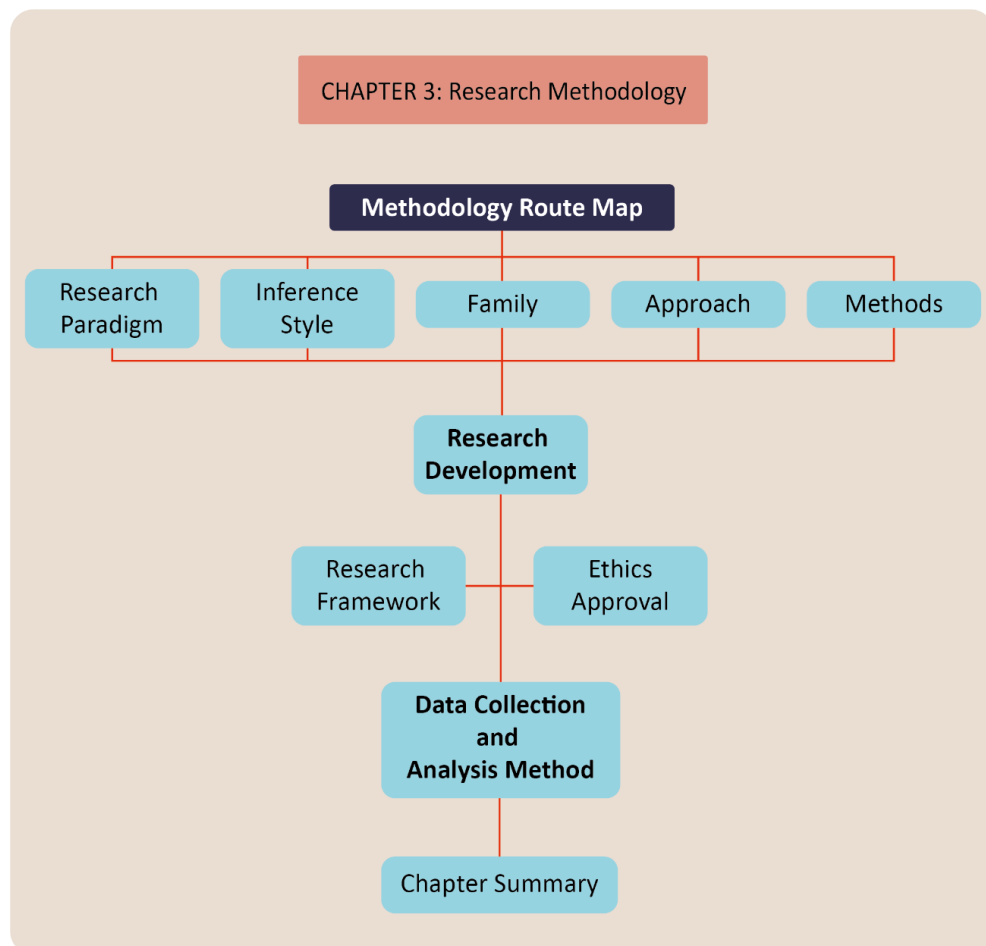 CHAPTER 3: Research Methodology
Methodology Route Map
Research
Paradigm
Inference
Style
Family
Approach
Methods
Research
Development
Research
Framework
Ethics
Approval
Data Collection
and
Analysis Method
Chapter Summary